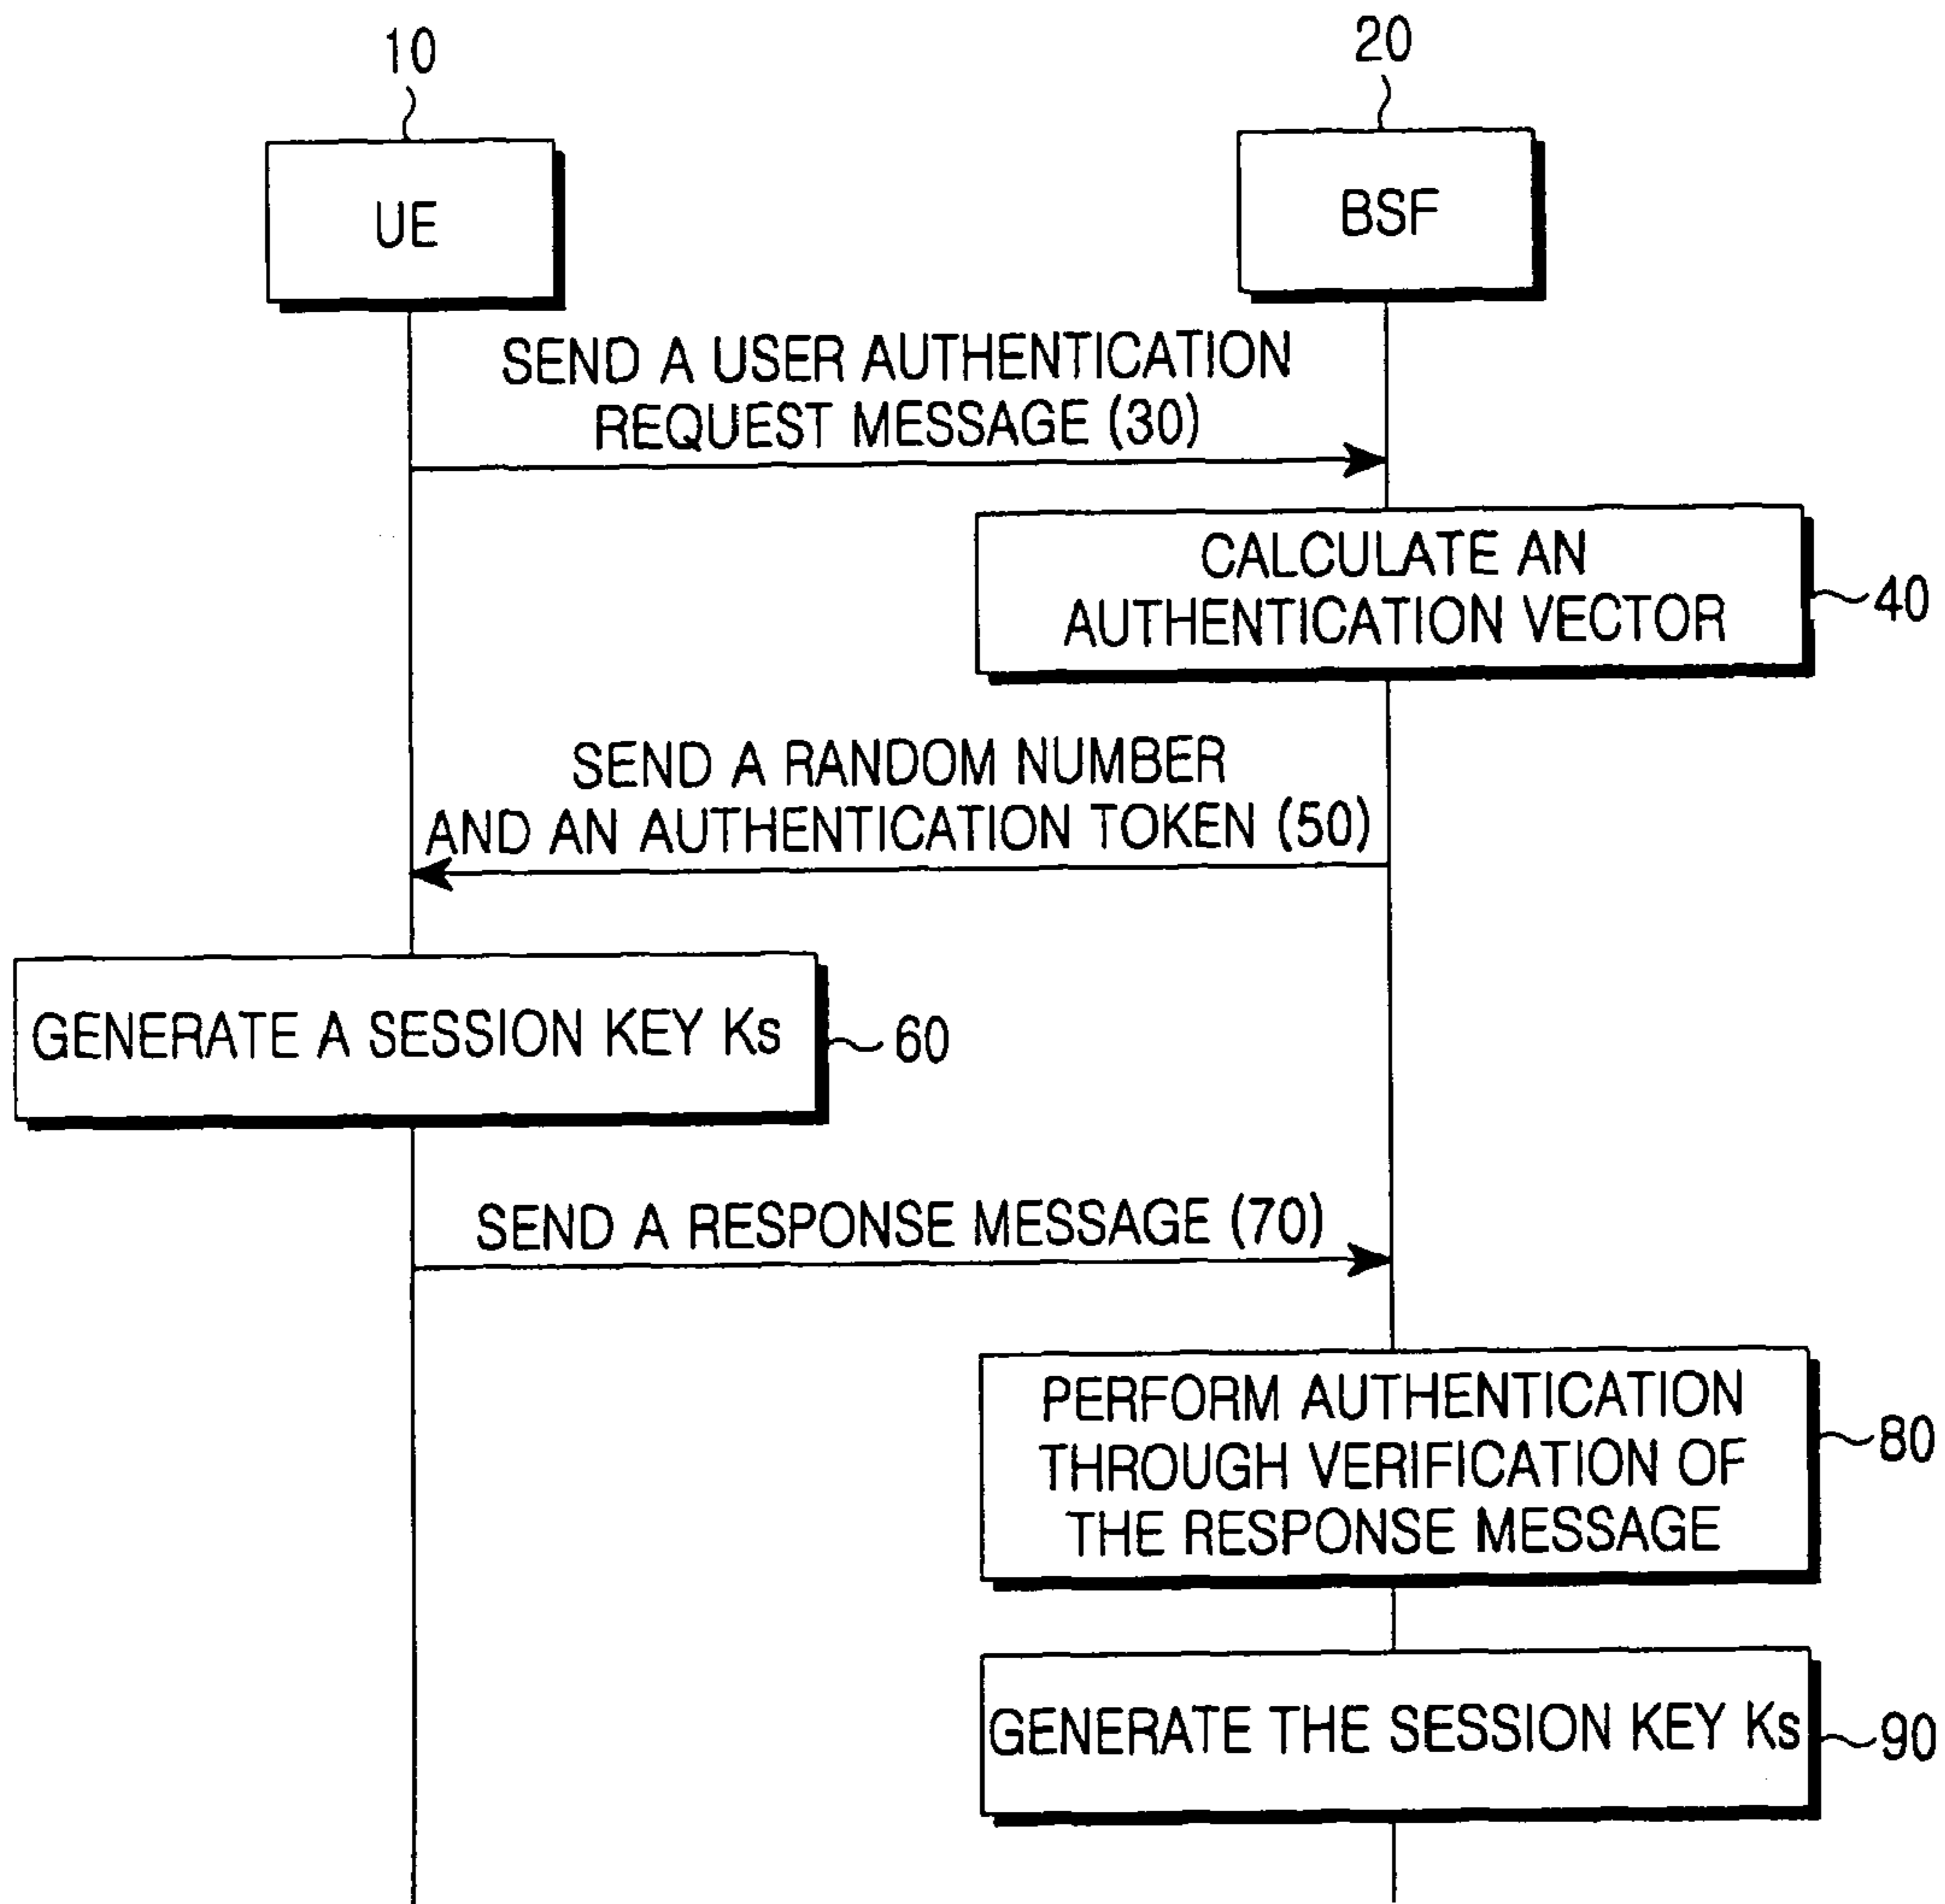 10
20
UE
BSF
SEND A USER AUTHENTICATION
REQUEST MESSAGE (30)
CALCULATE AN
AUTHENTICATION VECTOR
40
SEND A RANDOM NUMBER
AND AN AUTHENTICATION TOKEN (50)
GENERATE A SESSION KEY Ks
60
SEND A RESPONSE MESSAGE (70)
PERFORM AUTHENTICATION
THROUGH VERIFICATION OF
THE RESPONSE MESSAGE
80
GENERATE THE SESSION KEY Ks
90